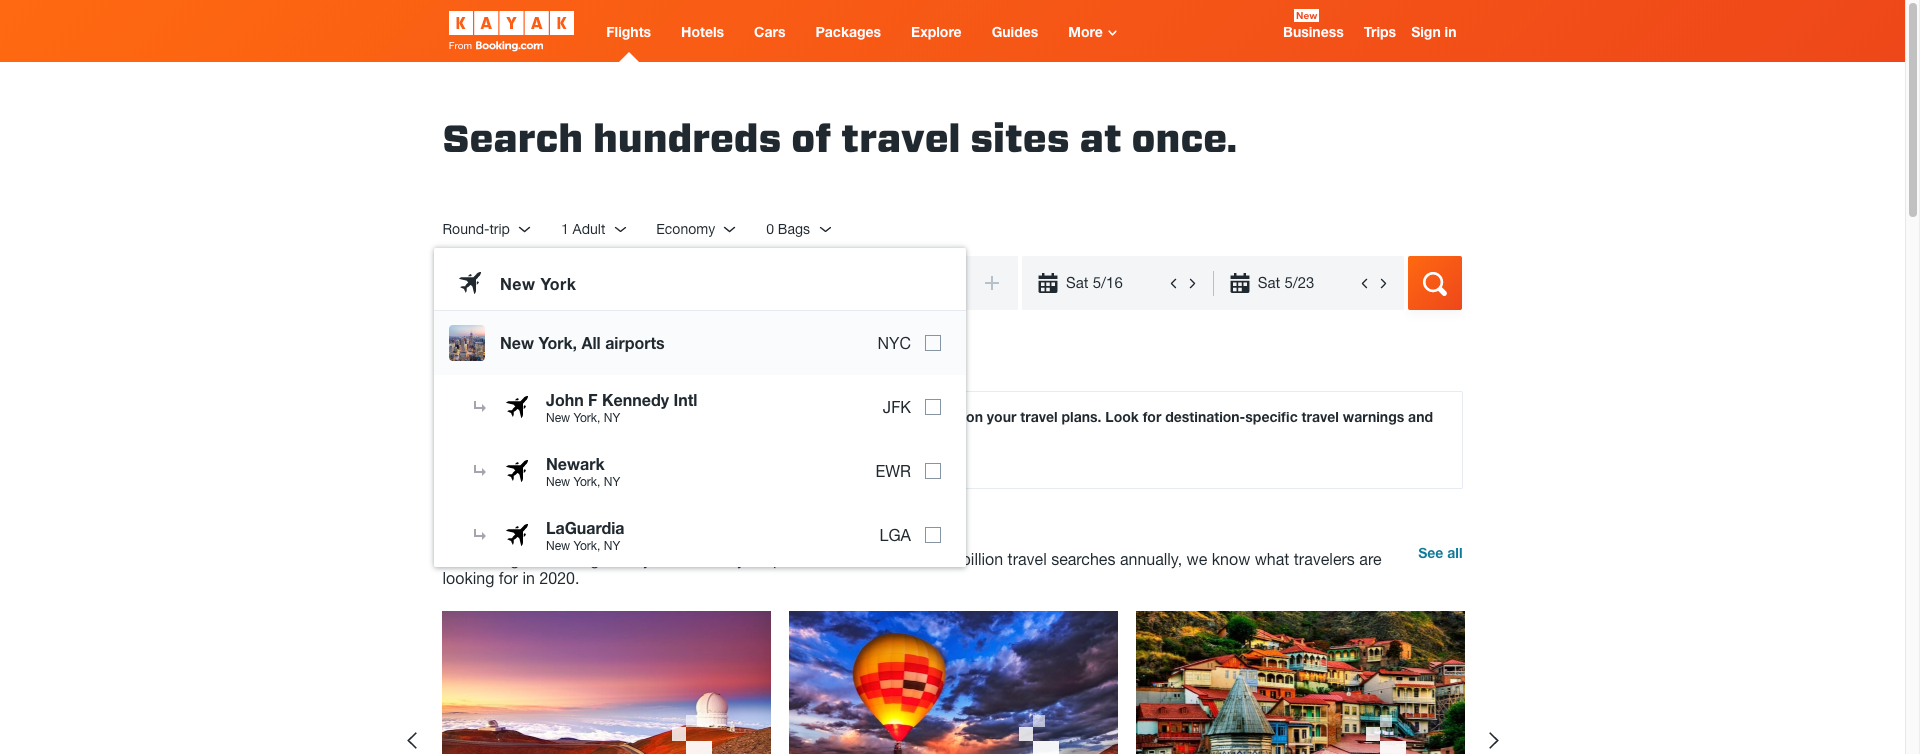 KAYAK
From Booking.com
Flights
Hotels
Cars
Packages
Explore
Guides
More
New
Business
Trips
Sign in
Search hundreds of travel sites at once.
Round-trip
1 Adult
Economy
0 Bags
New York
Sat 5/16
Sat 5/23
New York, All airports
NYC
John F Kennedy Intl
New York, NY
JFK
Newark
New York, NY
EWR
LaGuardia
New York, NY
LGA
on your travel plans. Look for destination-specific travel warnings and
billion travel searches annually, we know what travelers are
looking for in 2020.
See all